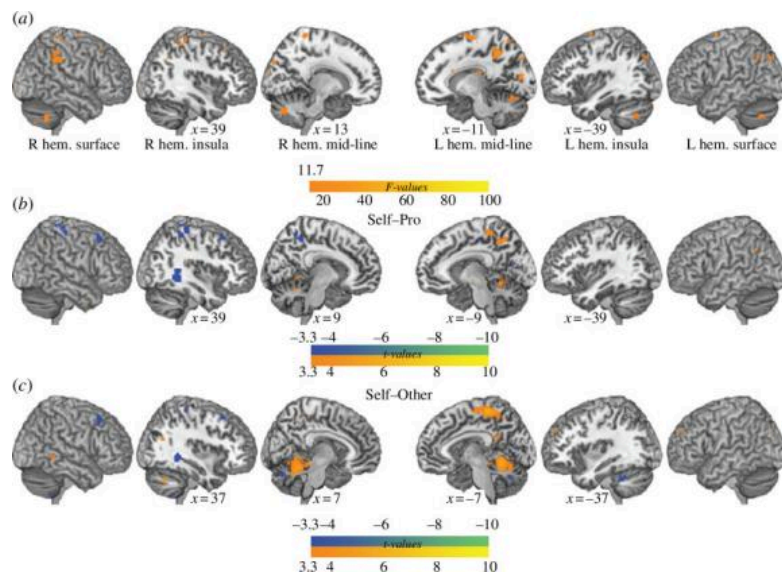 (a)
x = 39 x = 13 x = –11 x = –39
R hem. surface R hem. insula R hem. mid-line L hem. mid-line L hem. insula L hem. surface
11.7
F-values
20 40 60 80 100
(b) Self–Pro
x = 39 x = 9 x = –9 x = –39
–3.3 –4 –6 –8 –10
t-values
3.3 4 6 8 10
(c) Self–Other
x = 37 x = 7 x = –7 x = –37
–3.3 –4 –6 –8 –10
t-values
3.3 4 6 8 10